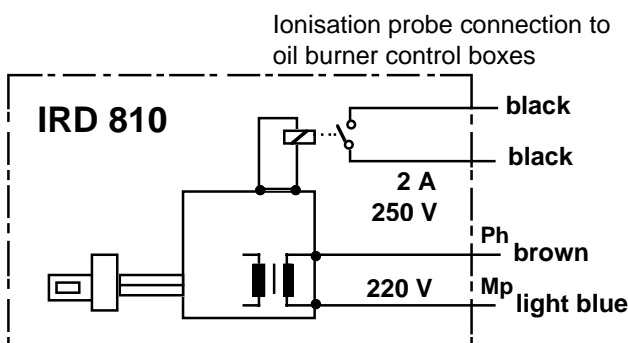 Ionisation probe connection to
oil burner control boxes
IRD 810
black
black
2 A
250 V
Ph
brown
220 V
Mp
light blue